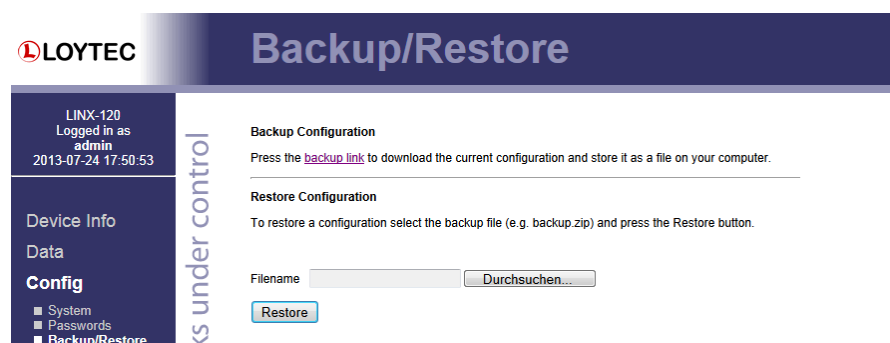 LOYTEC
Backup/Restore
LINX-120
Logged in as
admin
2013-07-24 17:50:53
Device Info
Data
Config
System
Passwords
Backup/Restore
ks under control
Backup Configuration
Press the backup link to download the current configuration and store it as a file on your computer.
Restore Configuration
To restore a configuration select the backup file (e.g. backup.zip) and press the Restore button.
Filename Durchsuchen...
Restore